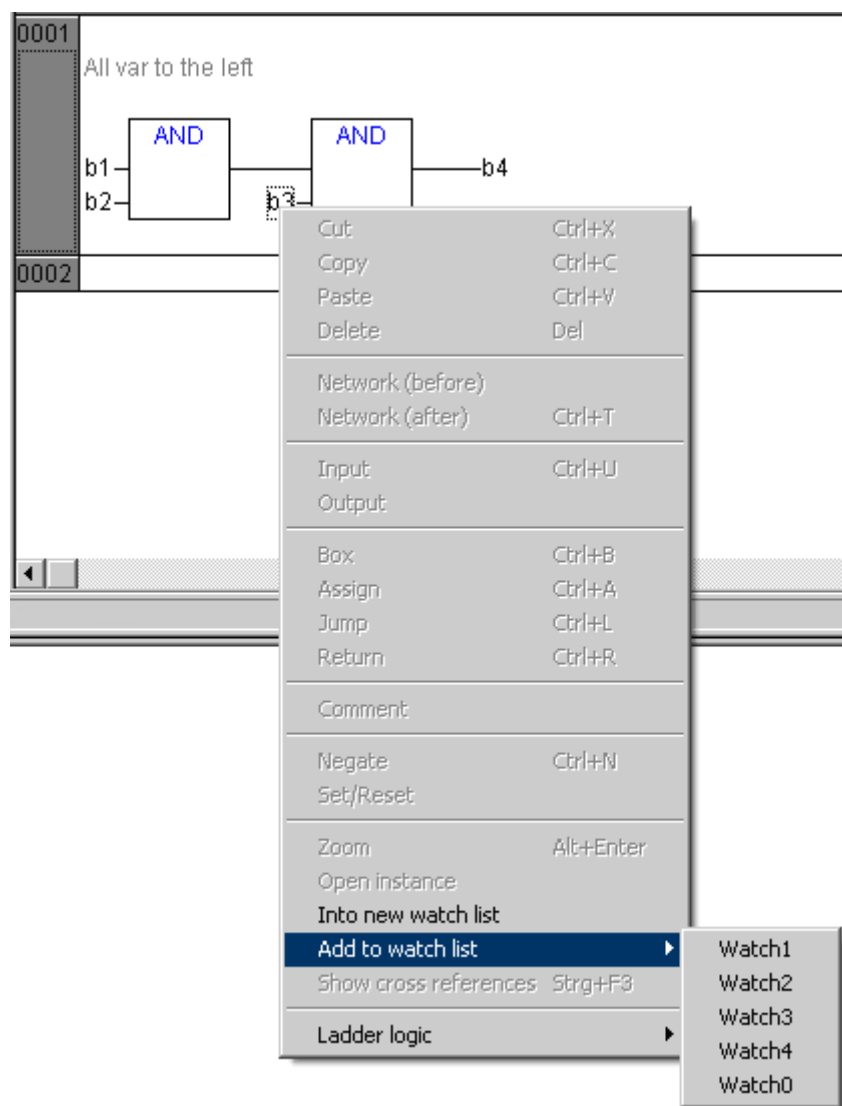 0001
All var to the left
AND AND
b1 b4
b2 b3
0002
Cut Ctrl+X
Copy Ctrl+C
Paste Ctrl+V
Delete Del
Network (before)
Network (after) Ctrl+T
Input Ctrl+U
Output
Box Ctrl+B
Assign Ctrl+A
Jump Ctrl+L
Return Ctrl+R
Comment
Negate Ctrl+N
Set/Reset
Zoom Alt+Enter
Open instance
Into new watch list
Add to watch list
Show cross references Strg+F3
Ladder logic
Watch1
Watch2
Watch3
Watch4
Watch0